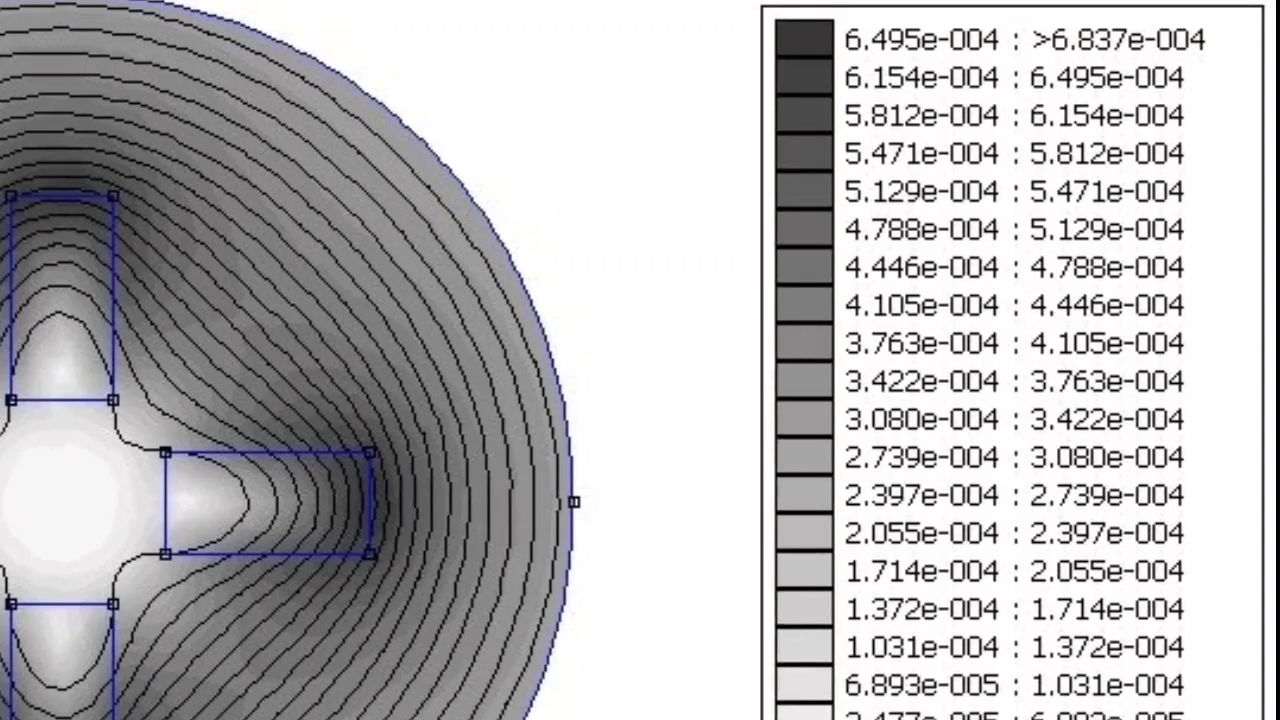 6.495e-004 : >6.837e-004
6.154e-004 : 6.495e-004
5.812e-004 : 6.154e-004
5.471e-004 : 5.812e-004
5.129e-004 : 5.471e-004
4.788e-004 : 5.129e-004
4.446e-004 : 4.788e-004
4.105e-004 : 4.446e-004
3.763e-004 : 4.105e-004
3.422e-004 : 3.763e-004
3.080e-004 : 3.422e-004
2.739e-004 : 3.080e-004
2.397e-004 : 2.739e-004
2.055e-004 : 2.397e-004
1.714e-004 : 2.055e-004
1.372e-004 : 1.714e-004
1.031e-004 : 1.372e-004
6.893e-005 : 1.031e-004